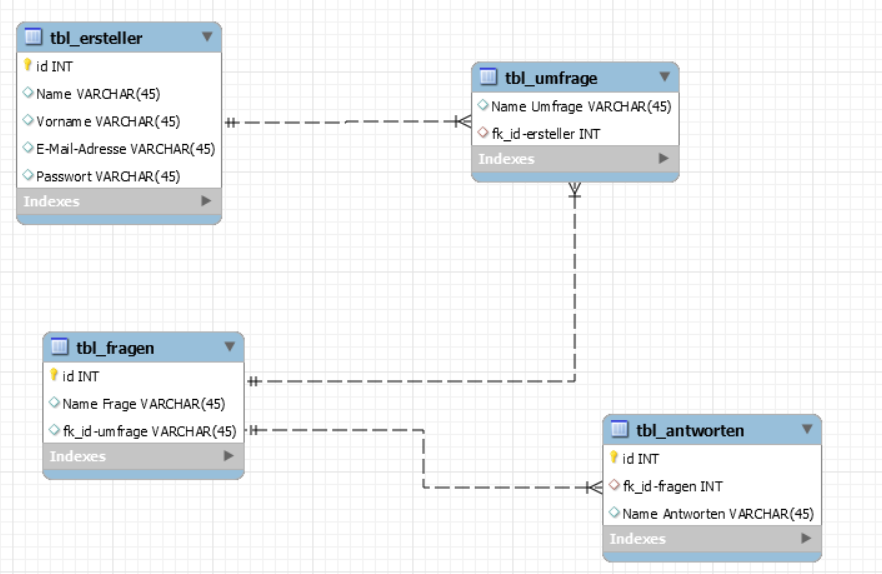 tbl_ersteller
id INT
Name VARCHAR(45)
Vorname VARCHAR(45)
E-Mail-Adresse VARCHAR(45)
Passwort VARCHAR(45)
Indexes
tbl_umfrage
Name Umfrage VARCHAR(45)
fk_id-ersteller INT
Indexes
tbl_fragen
id INT
Name Frage VARCHAR(45)
fk_id-umfrage VARCHAR(45)
Indexes
tbl_antworten
id INT
fk_id-fragen INT
Name Antworten VARCHAR(45)
Indexes